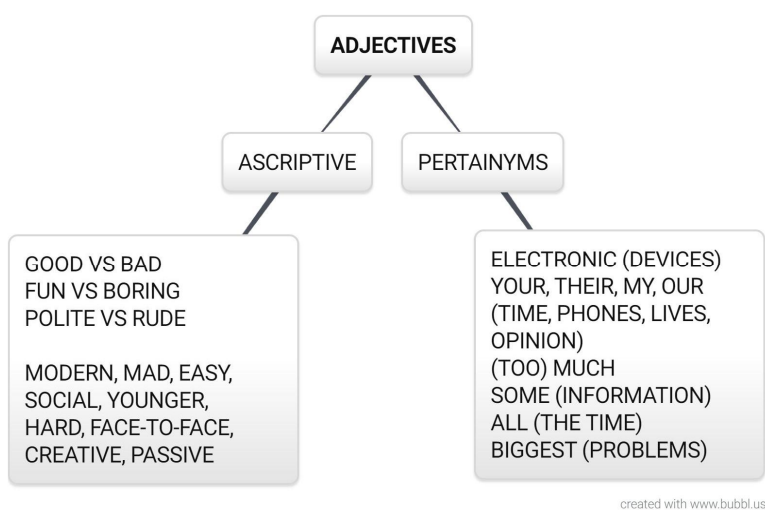 ADJECTIVES
ASCRIPTIVE
PERTAINYMS
GOOD VS BAD
FUN VS BORING
POLITE VS RUDE
MODERN, MAD, EASY,
SOCIAL, YOUNGER,
HARD, FACE-TO-FACE,
CREATIVE, PASSIVE
ELECTRONIC (DEVICES)
YOUR, THEIR, MY, OUR
(TIME, PHONES, LIVES,
OPINION)
(TOO) MUCH
SOME (INFORMATION)
ALL (THE TIME)
BIGGEST (PROBLEMS)
created with www.bubbl.us